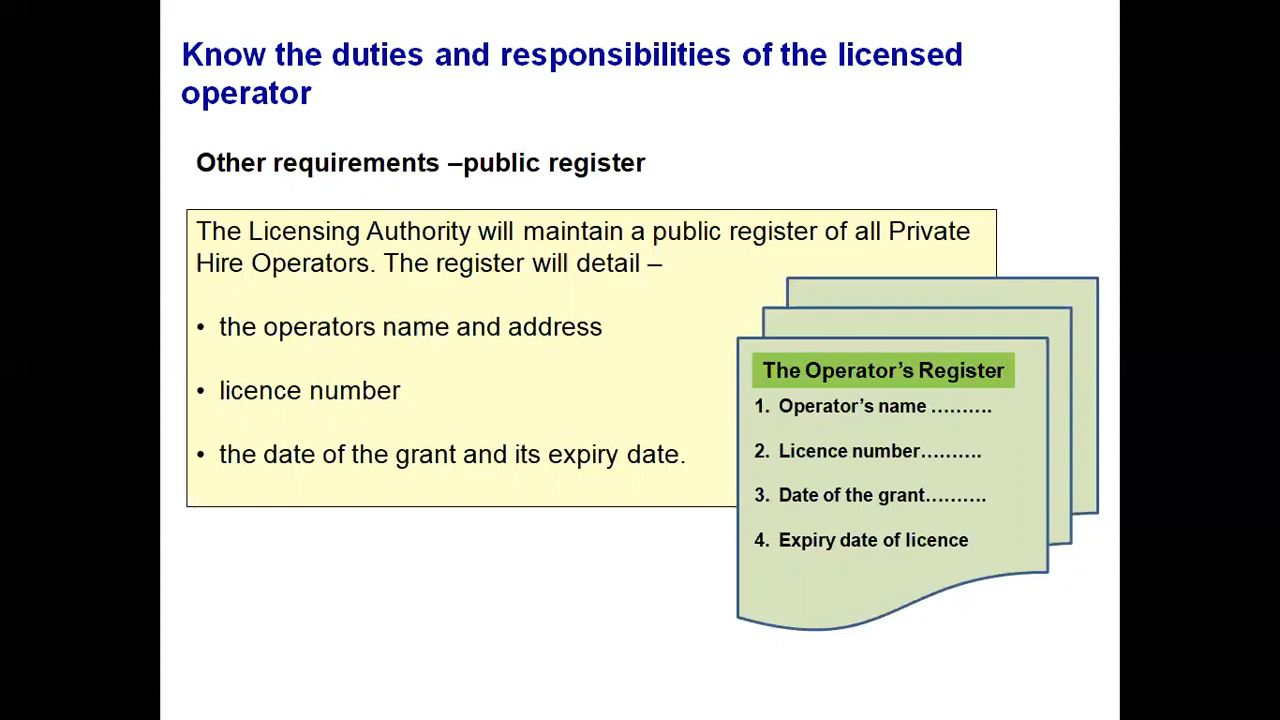 Know the duties and responsibilities of the licensed
operator
Other requirements –public register
The Licensing Authority will maintain a public register of all Private
Hire Operators. The register will detail –
• the operators name and address
• licence number
• the date of the grant and its expiry date.
The Operator’s Register
1. Operator’s name ……….
2. Licence number……….
3. Date of the grant……….
4. Expiry date of licence